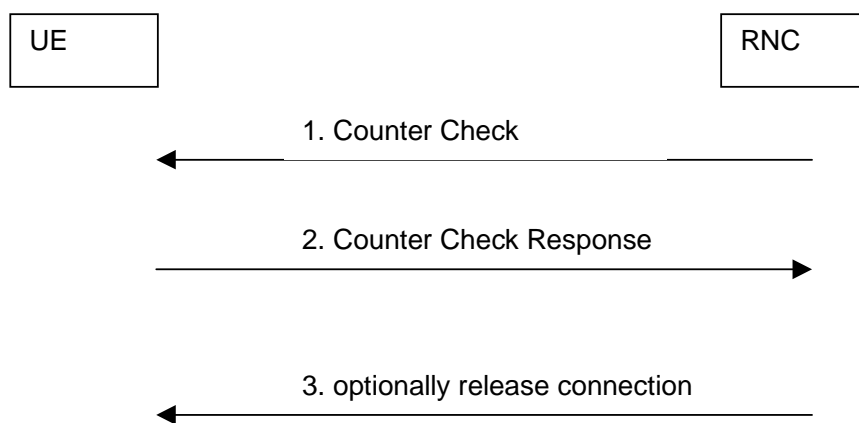 UE
RNC
1. Counter Check
2. Counter Check Response
3. optionally release connection